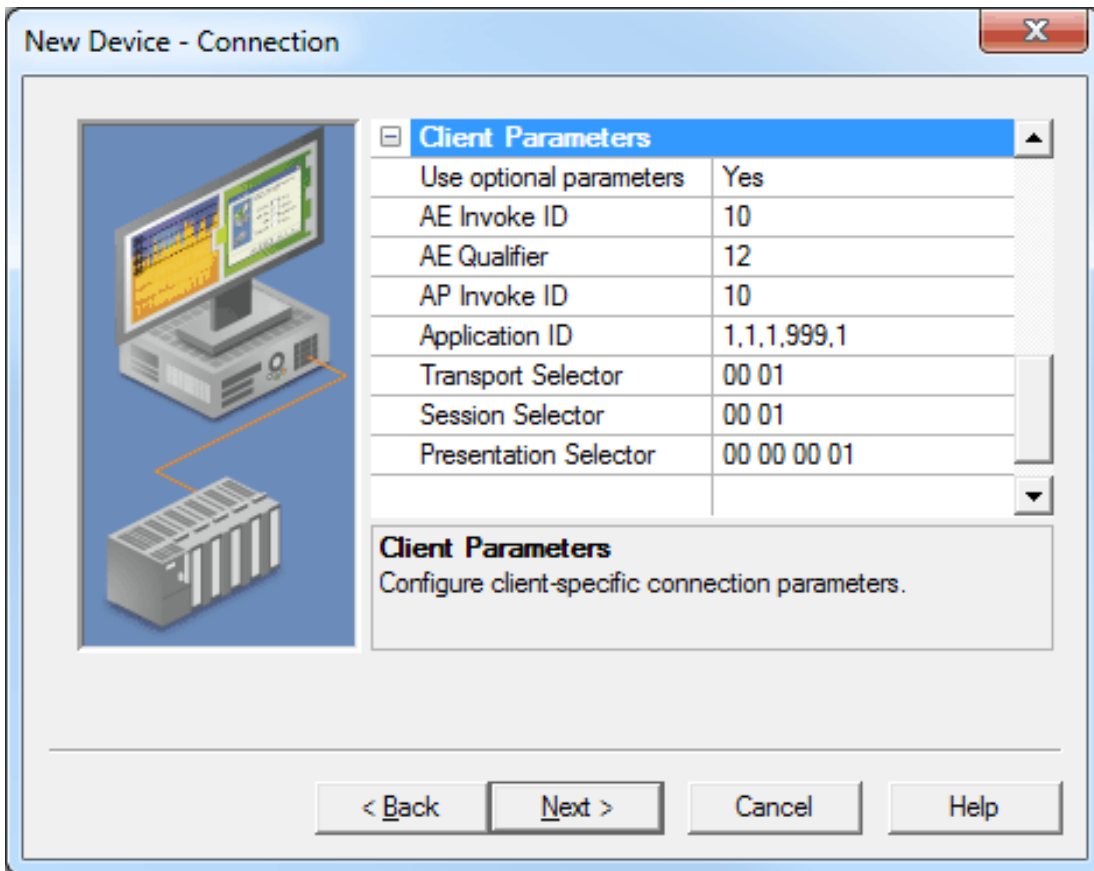 New Device - Connection
Client Parameters
Use optional parameters Yes
AE Invoke ID 10
AE Qualifier 12
AP Invoke ID 10
Application ID 1,1,1,999,1
Transport Selector 00 01
Session Selector 00 01
Presentation Selector 00 00 00 01
Client Parameters
Configure client-specific connection parameters.
< Back Next > Cancel Help